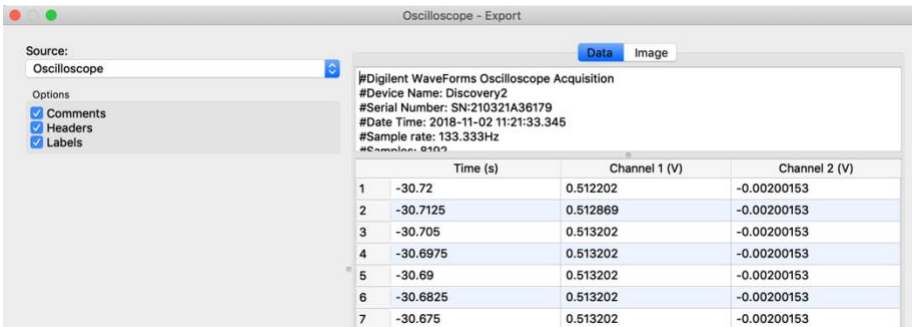 Oscilloscope - Export
Source:
Oscilloscope
Options
Comments
Headers
Labels
Data Image
#Digilent WaveForms Oscilloscope Acquisition
#Device Name: Discovery2
#Serial Number: SN:210321A36179
#Date Time: 2018-11-02 11:21:33.345
#Sample rate: 133.333Hz
#Samples: 8192
Time (s) Channel 1 (V) Channel 2 (V)
1 -30.72 0.512202 -0.00200153
2 -30.7125 0.512869 -0.00200153
3 -30.705 0.513202 -0.00200153
4 -30.6975 0.513202 -0.00200153
5 -30.69 0.513202 -0.00200153
6 -30.6825 0.513202 -0.00200153
7 -30.675 0.513202 -0.00200153